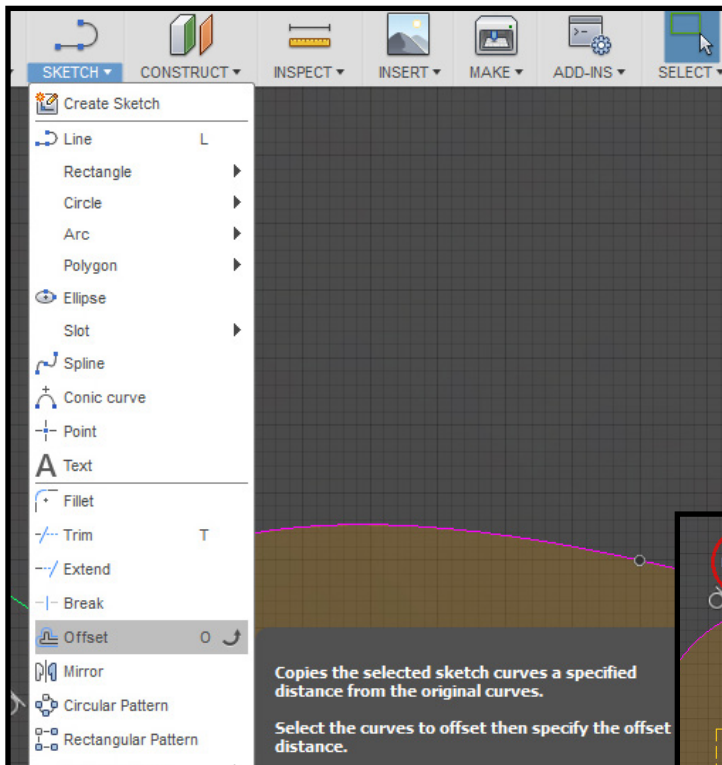 SKETCH CONSTRUCT INSPECT INSERT MAKE ADD-INS SELECT
Create Sketch
Line L
Rectangle
Circle
Arc
Polygon
Ellipse
Slot
Spline
Conic curve
Point
A Text
Fillet
Trim T
Extend
Break
Offset O
Mirror
Circular Pattern
Rectangular Pattern
Copies the selected sketch curves a specified
distance from the original curves.
Select the curves to offset then specify the offset
distance.